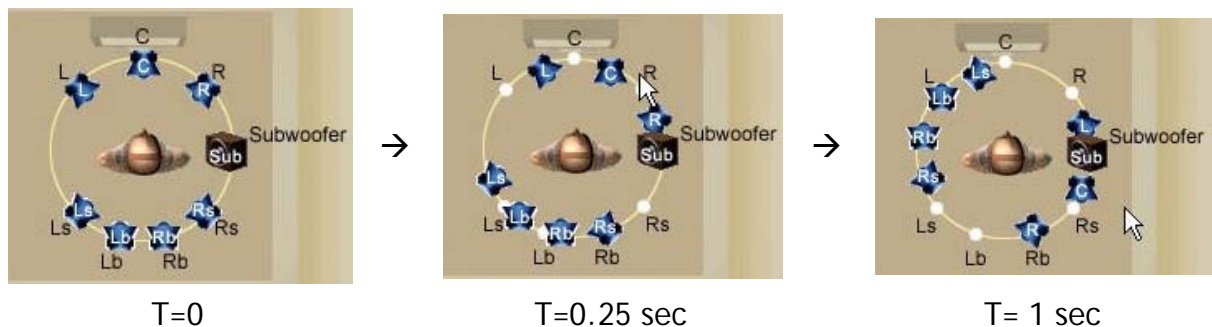 C
L
C
R
L
R
Subwoofer
Sub
Ls
Rs
Ls
Lb
Rb
Rs
Lb
Rb
T=0
→
C
L
L
C
R
R
Subwoofer
Sub
Ls
Lb
Rb
Rs
Rs
Ls
Lb
Rb
T=0.25 sec
→
C
Ls
L
R
Lb
L
Subwoofer
Rb
Sub
Rs
C
Rs
Ls
R
Lb
Rb
T= 1 sec